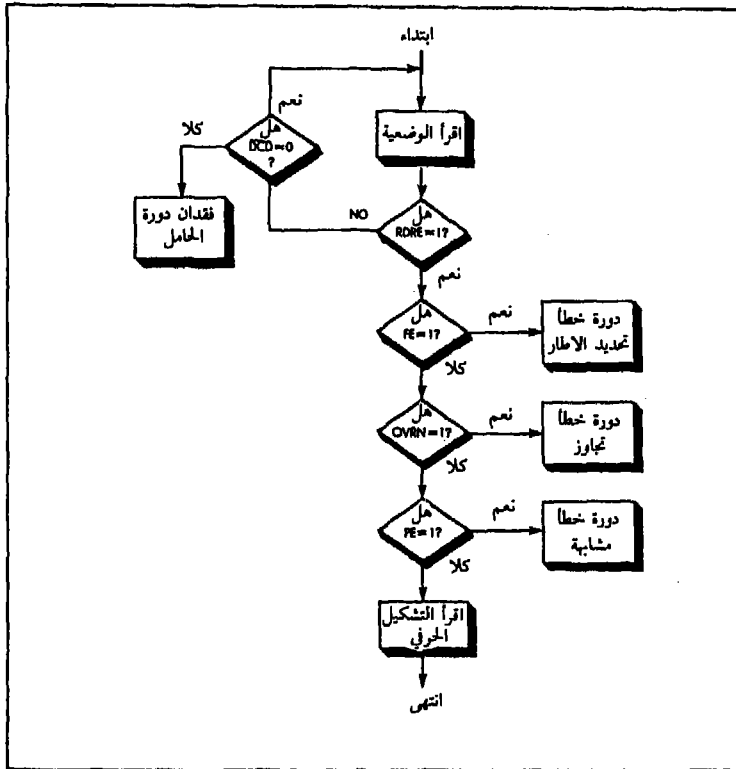 ابتداء
نعم
كلا
هل
DCD=0
?
اقرأ الوضعية
فقدان دورة
الحامل
NO
هل
RDRE=1?
نعم
هل
FE=1?
نعم
دورة خطأ
تحديد الاطار
كلا
هل
OVRN=1?
نعم
دورة خطأ
تجاوز
كلا
هل
PE=1?
نعم
دورة خطأ
مشابهة
كلا
اقرأ التشكيل
الحرفي
انتهى